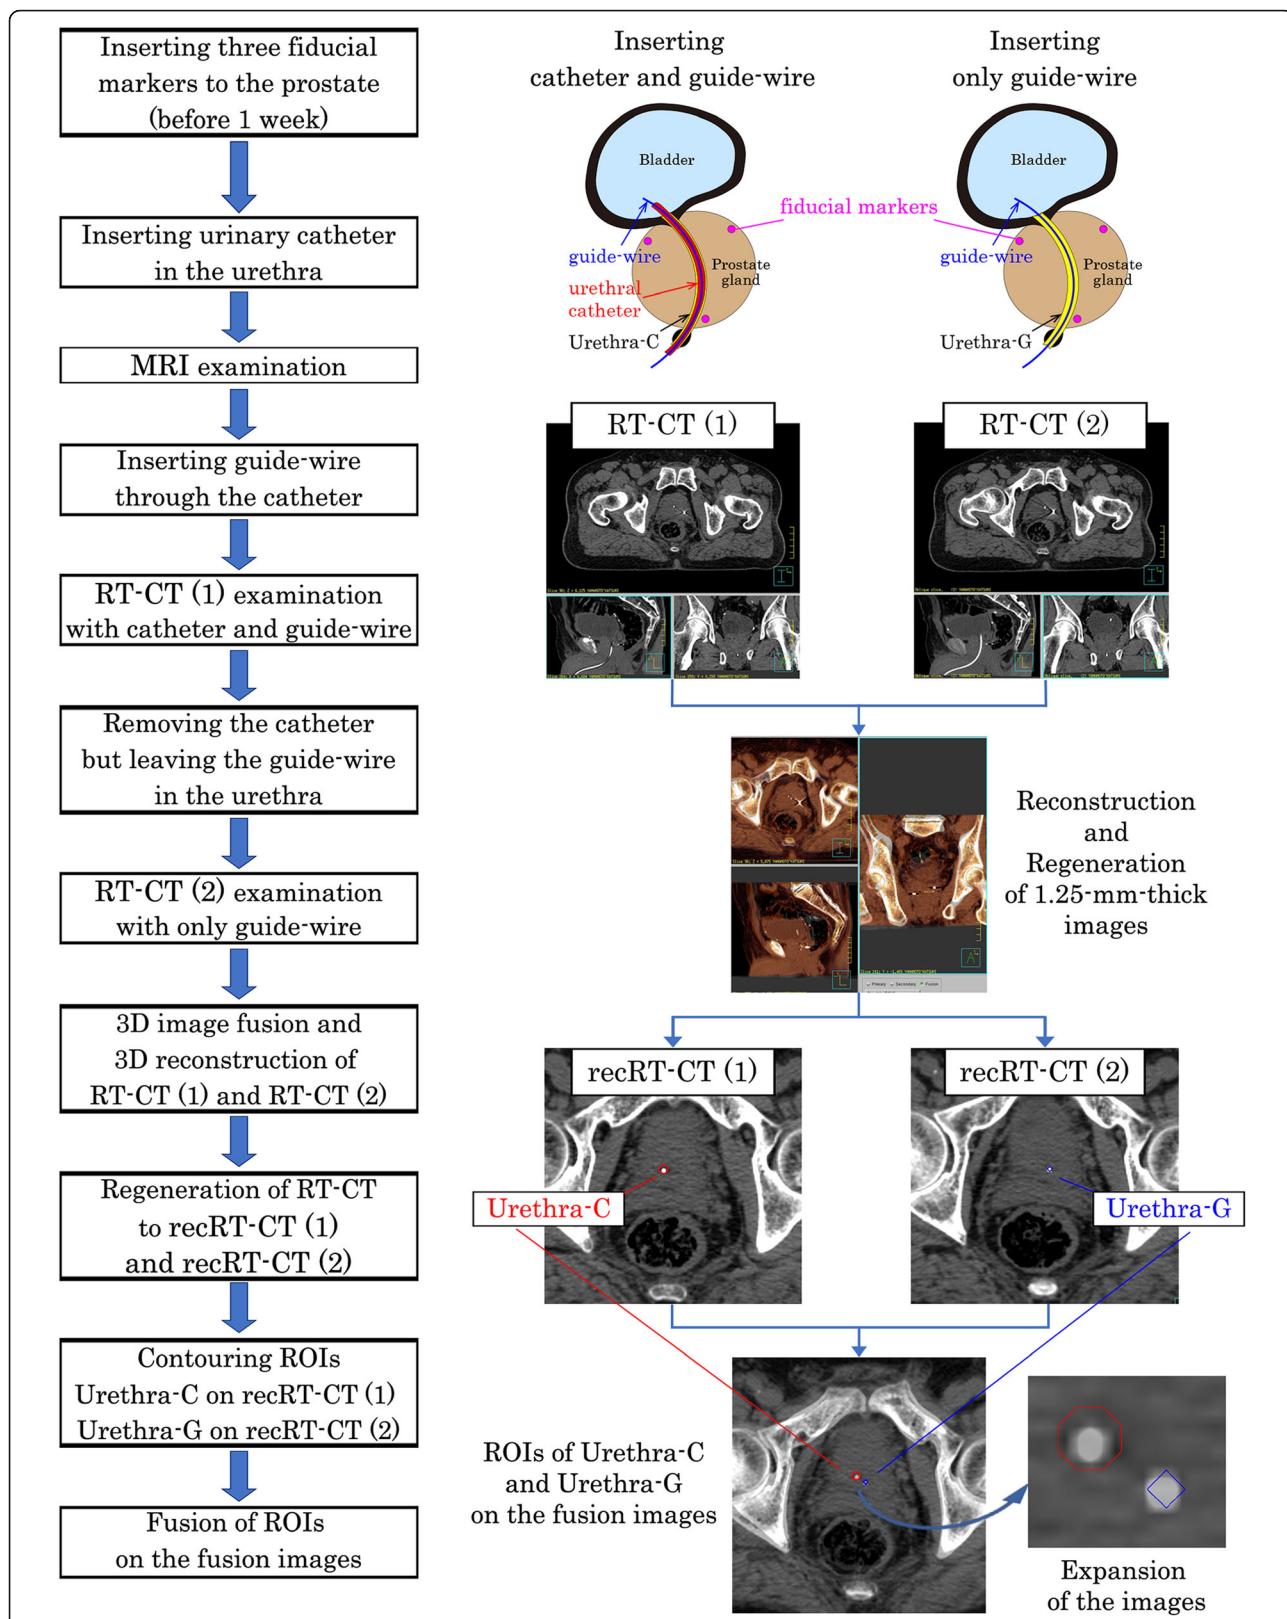 Inserting three fiducial
markers to the prostate
(before 1 week)
Inserting urinary catheter
in the urethra
MRI examination
Inserting guide-wire
through the catheter
RT-CT (1) examination
with catheter and guide-wire
Removing the catheter
but leaving the guide-wire
in the urethra
RT-CT (2) examination
with only guide-wire
3D image fusion and
3D reconstruction of
RT-CT (1) and RT-CT (2)
Regeneration of RT-CT
to recRT-CT (1)
and recRT-CT (2)
Contouring ROIs
Urethra-C on recRT-CT (1)
Urethra-G on recRT-CT (2)
Fusion of ROIs
on the fusion images
Inserting
catheter and guide-wire
Bladder
guide-wire
urethral
catheter
Urethra-C
Prostate
gland
fiducial markers
Inserting
only guide-wire
Bladder
guide-wire
Prostate
gland
Urethra-G
RT-CT (1)
I
L
A
RT-CT (2)
I
L
A
I
L
A
Primary
Secondary
Fusion
Reconstruction
and
Regeneration
of 1.25-mm-thick
images
recRT-CT (1)
recRT-CT (2)
Urethra-C
Urethra-G
ROIs of Urethra-C
and Urethra-G
on the fusion images
Expansion
of the images